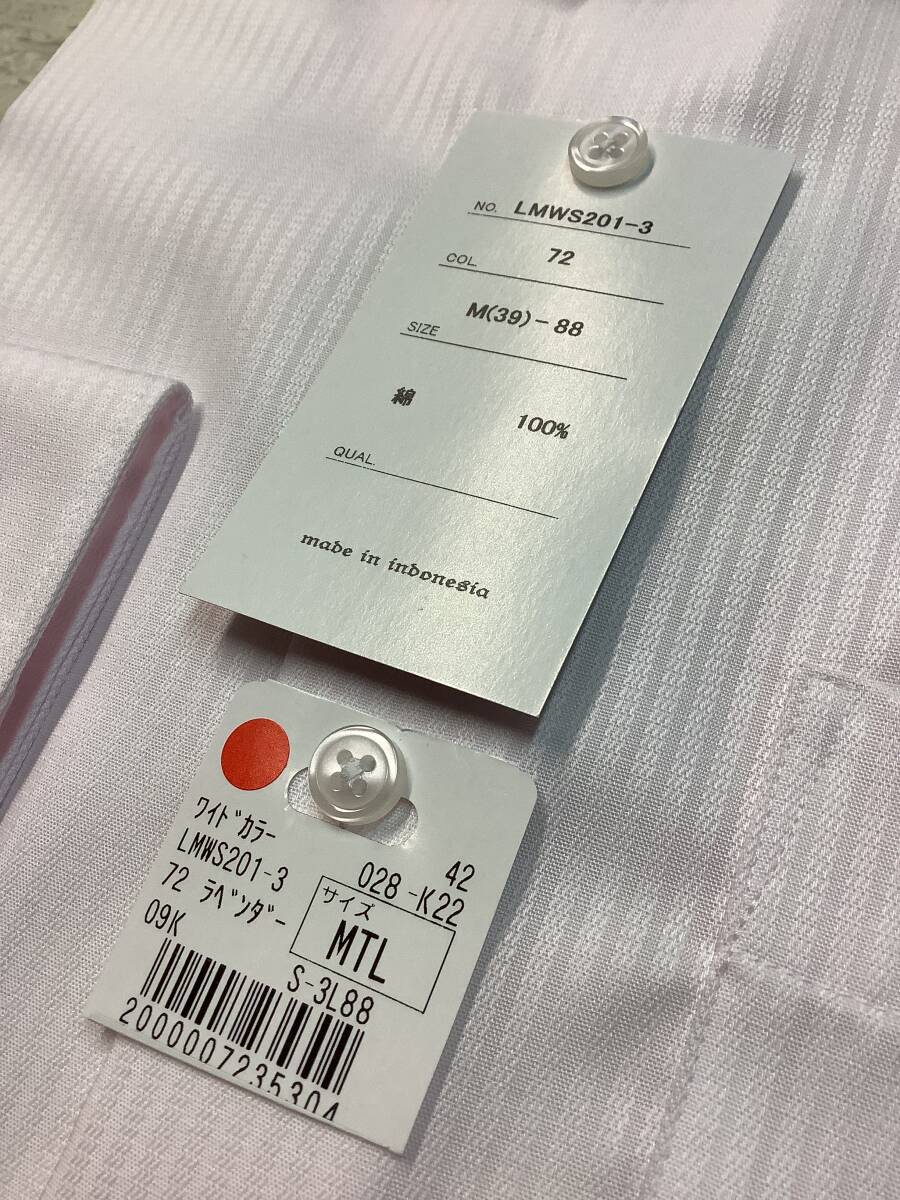 NO. LMWS201-3
COL. 72
SIZE M(39)-88
綿 100%
QUAL.
made in indonesia
ﾜｲﾄﾞｶﾗｰ 42
LMWS201-3 028-K22
72 ﾗﾍﾞﾝﾀﾞｰ サイズ
09K MTL
S-3L88
2000007235304